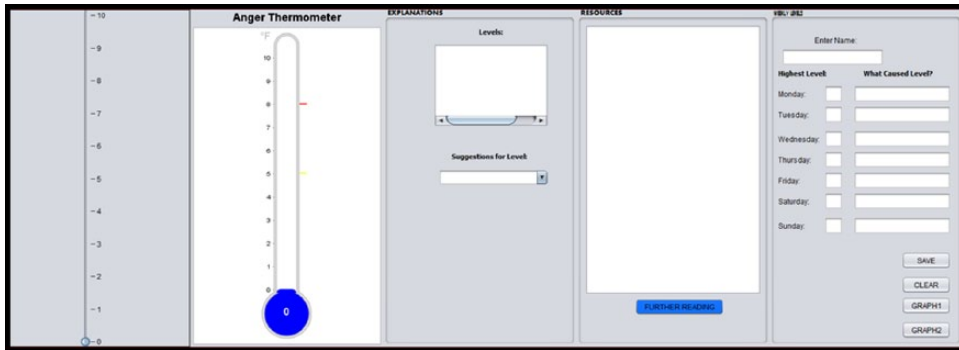 10
9
8
7
6
5
4
3
2
1
0
Anger Thermometer
°F
10
9
8
7
6
5
4
3
2
1
0
0
EXPLANATIONS
Levels:
Suggestions for Level:
RESOURCES
FURTHER READING
Enter Name:
Highest Level: What Caused Level?
Monday:
Tuesday:
Wednesday:
Thursday:
Friday:
Saturday:
Sunday:
SAVE
CLEAR
GRAPH1
GRAPH2